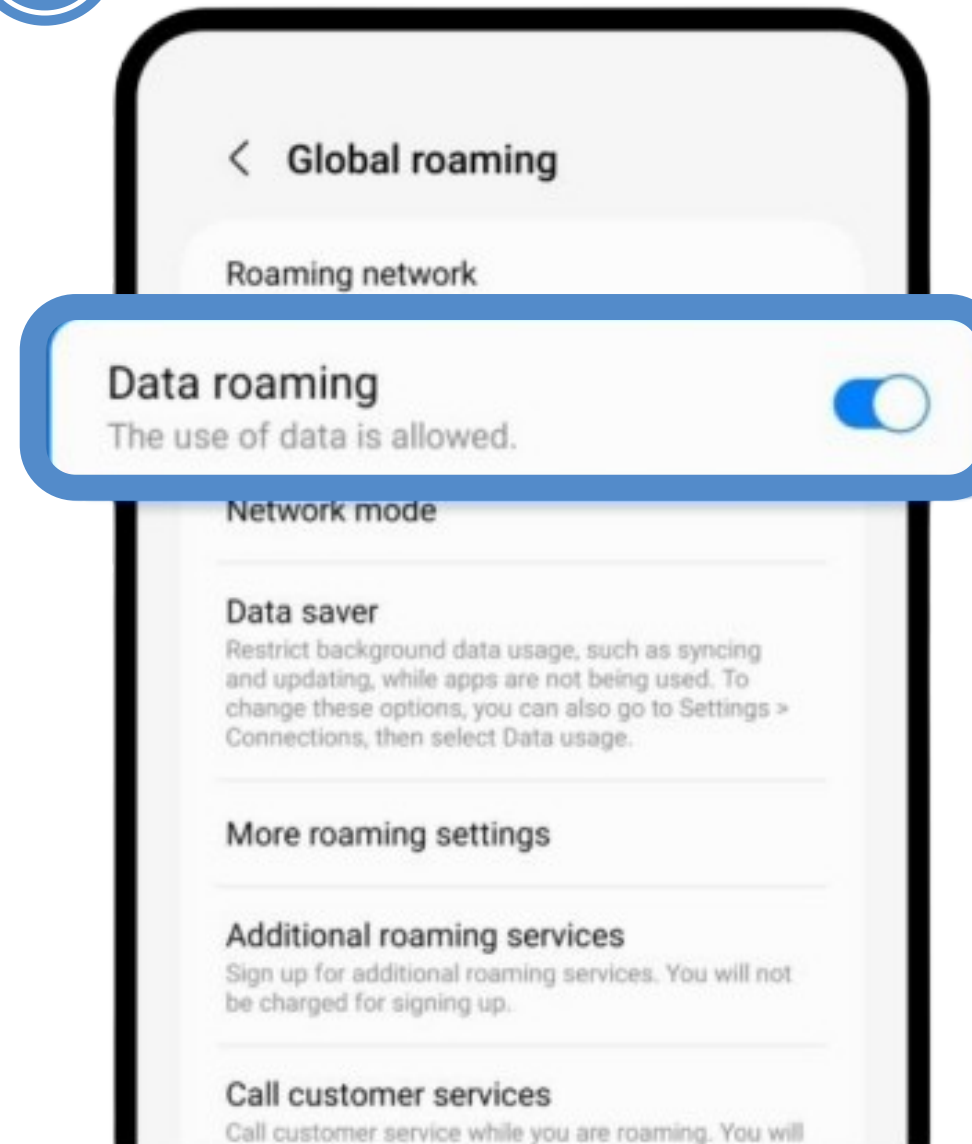 Global roaming
Roaming network
Data roaming
The use of data is allowed.
Network mode
Data saver
Restrict background data usage, such as syncing
and updating, while apps are not being used. To
change these options, you can also go to Settings >
Connections, then select Data usage.
More roaming settings
Additional roaming services
Sign up for additional roaming services. You will not
be charged for signing up.
Call customer services
Call customer service while you are roaming. You will